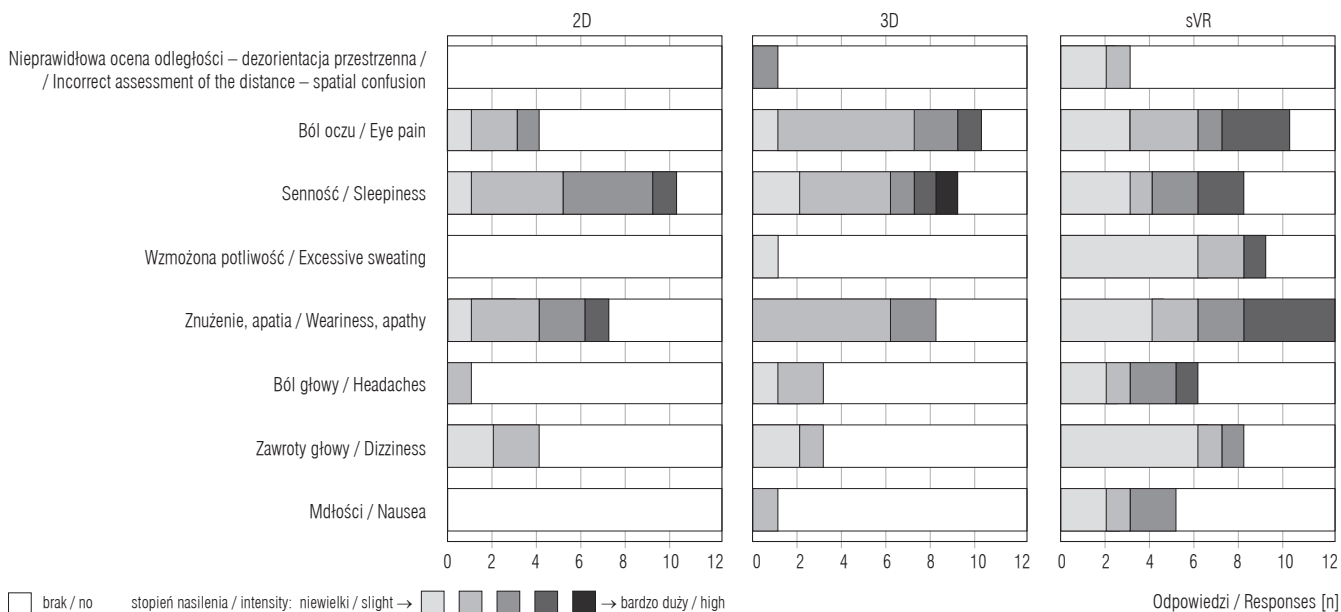 2D 3D sVR
Nieprawidłowa ocena odległości – dezorientacja przestrzenna /
/ Incorrect assessment of the distance – spatial confusion
Ból oczu / Eye pain
Senność / Sleepiness
Wzmożona potliwość / Excessive sweating
Znużenie, apatia / Weariness, apathy
Ból głowy / Headaches
Zawroty głowy / Dizziness
Mdłości / Nausea
0 2 4 6 8 10 12 0 2 4 6 8 10 12 0 2 4 6 8 10 12
brak / no stopień nasilenia / intensity: niewielki / slight → → bardzo duży / high Odpowiedzi / Responses [n]